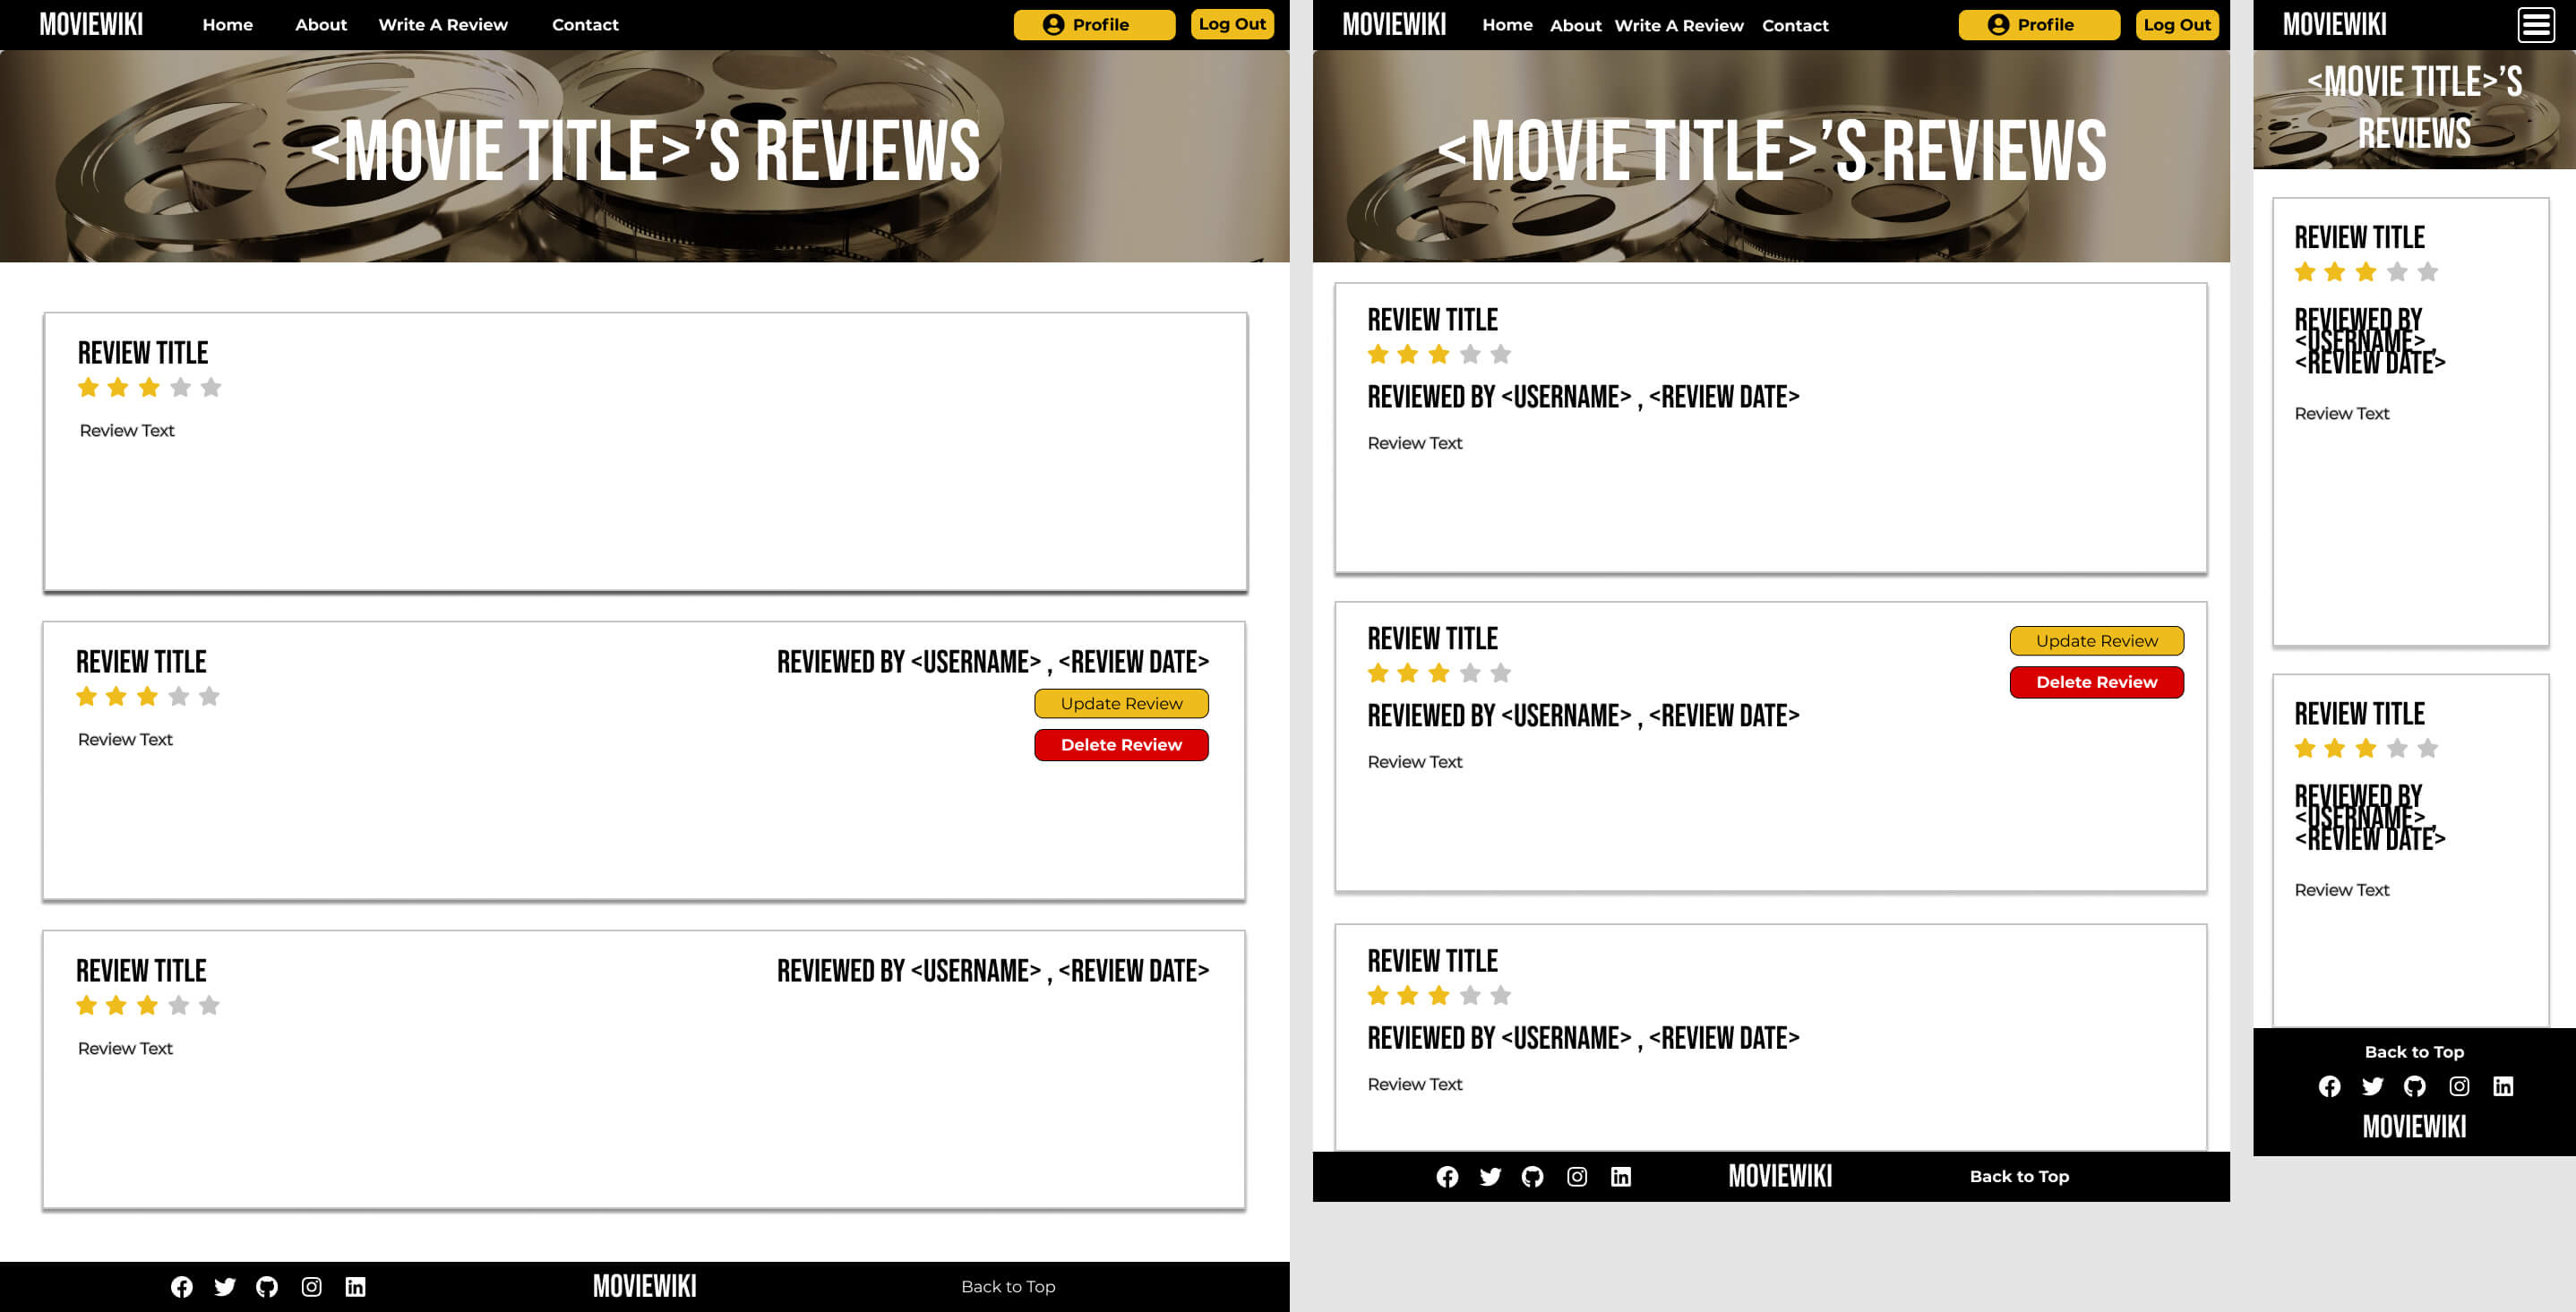 MOVIEWIKI Home About Write A Review Contact Profile Log Out
<MOVIE TITLE>’S REVIEWS
REVIEW TITLE
Review Text
REVIEW TITLE REVIEWED BY <USERNAME> , <REVIEW DATE>
Update Review
Delete Review
Review Text
REVIEW TITLE REVIEWED BY <USERNAME> , <REVIEW DATE>
Review Text
MOVIEWIKI Back to Top
MOVIEWIKI Home About Write A Review Contact Profile Log Out
<MOVIE TITLE>’S REVIEWS
REVIEW TITLE
REVIEWED BY <USERNAME> , <REVIEW DATE>
Review Text
REVIEW TITLE
Update Review
Delete Review
REVIEWED BY <USERNAME> , <REVIEW DATE>
Review Text
REVIEW TITLE
REVIEWED BY <USERNAME> , <REVIEW DATE>
Review Text
MOVIEWIKI Back to Top
MOVIEWIKI
<MOVIE TITLE>’S
REVIEWS
REVIEW TITLE
REVIEWED BY
<USERNAME> ,
<REVIEW DATE>
Review Text
REVIEW TITLE
REVIEWED BY
<USERNAME> ,
<REVIEW DATE>
Review Text
Back to Top
MOVIEWIKI